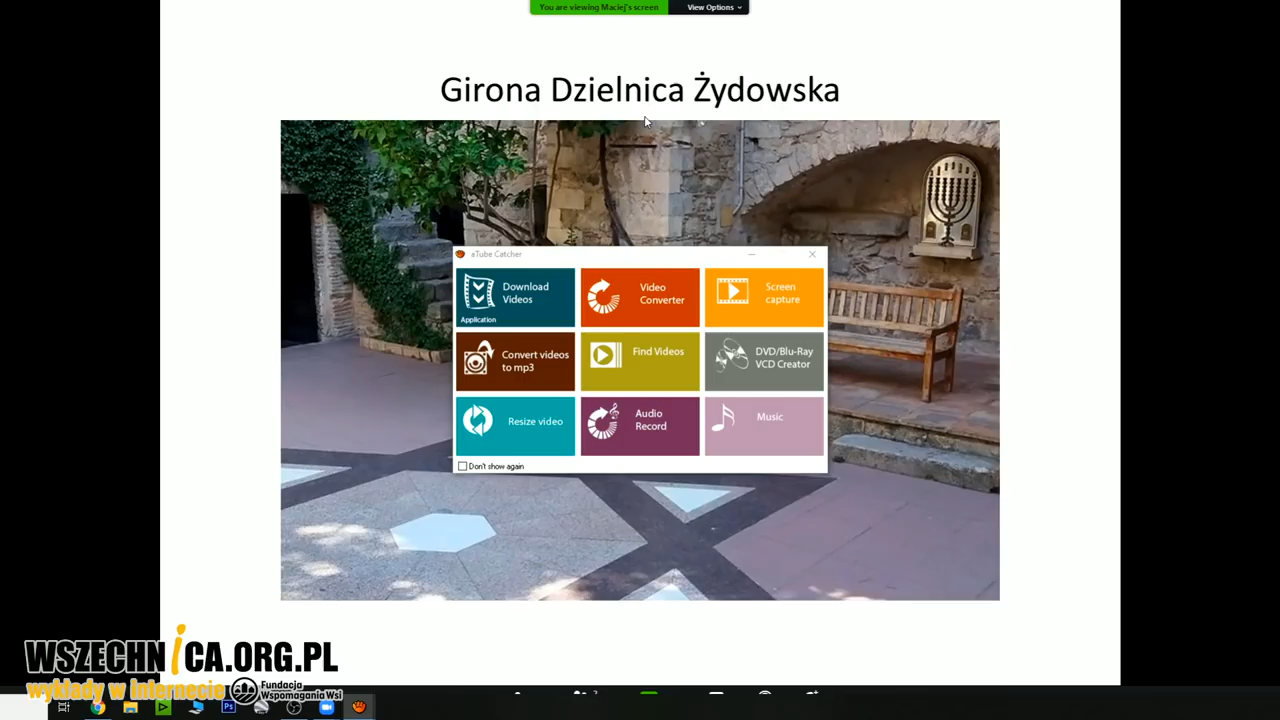 You are viewing Maciej's screen
View Options
Girona Dzielnica Żydowska
aTube Catcher
Download
Videos
Application
Video
Converter
Screen
capture
Convert videos
to mp3
Find Videos
DVD/Blu-Ray
VCD Creator
Resize video
Audio
Record
Music
Don't show again
WSZECHNiCA.ORG.PL
wykłady w internecie
Fundacja
Wspomagania Wsi
Ps